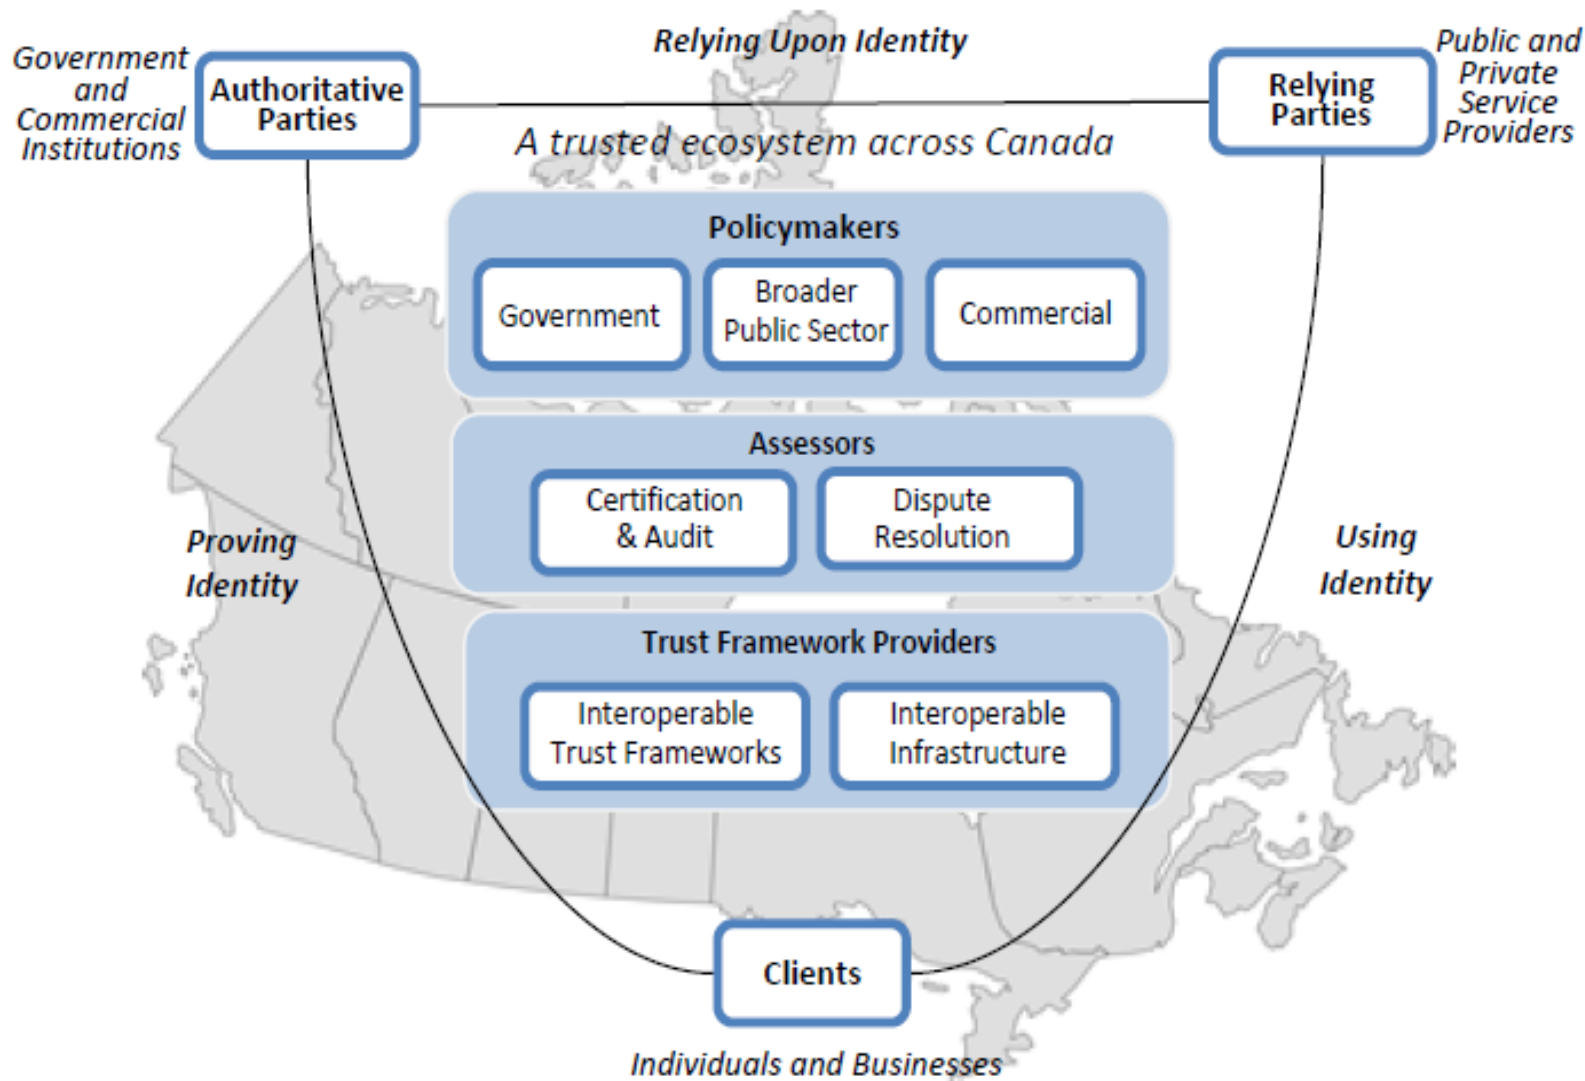 Government
and
Commercial
Institutions
Authoritative
Parties
Relying Upon Identity
A trusted ecosystem across Canada
Relying
Parties
Public and
Private
Service
Providers
Policymakers
Government
Broader
Public Sector
Commercial
Assessors
Certification
& Audit
Dispute
Resolution
Proving
Identity
Using
Identity
Trust Framework Providers
Interoperable
Trust Frameworks
Interoperable
Infrastructure
Clients
Individuals and Businesses